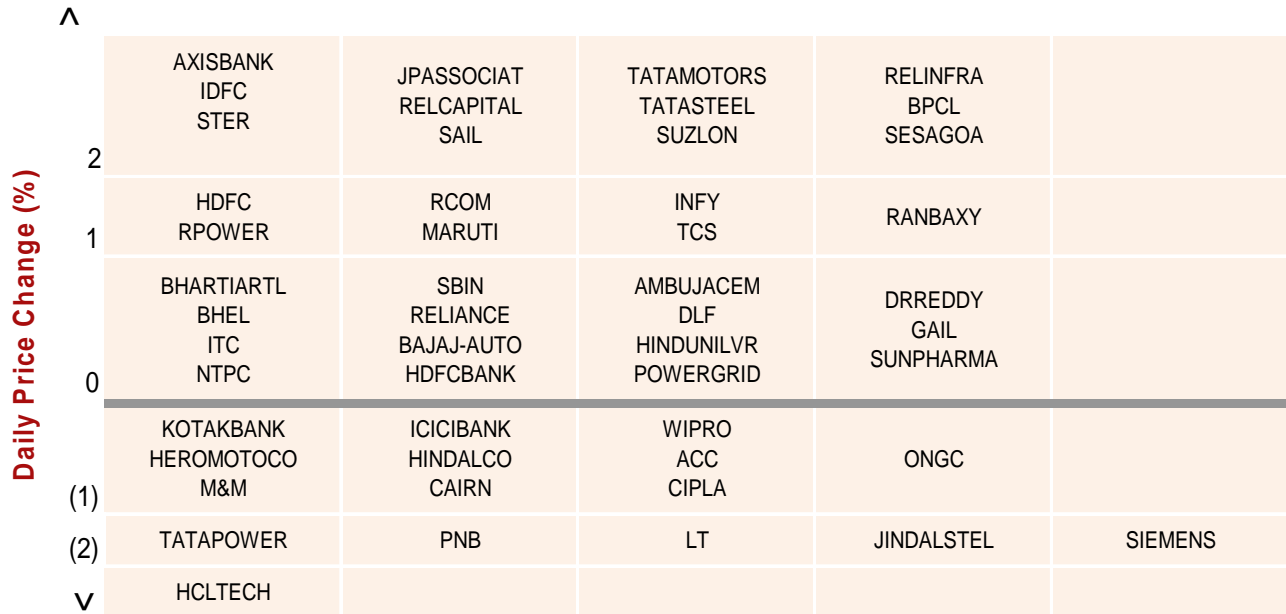 >
Daily Price Change (%)
AXISBANK
IDFC
STER
JPASSOCIAT
RELCAPITAL
SAIL
TATAMOTORS
TATASTEEL
SUZLON
RELINFRA
BPCL
SESAGOA
2
HDFC
RPOWER
RCOM
MARUTI
INFY
TCS
RANBAXY
1
BHARTIARTL
BHEL
ITC
NTPC
SBIN
RELIANCE
BAJAJ-AUTO
HDFCBANK
AMBUJACEM
DLF
HINDUNILVR
POWERGRID
DRREDDY
GAIL
SUNPHARMA
0
KOTAKBANK
HEROMOTOCO
M&M
ICICIBANK
HINDALCO
CAIRN
WIPRO
ACC
CIPLA
ONGC
(1)
(2)
TATAPOWER
PNB
LT
JINDALSTEL
SIEMENS
HCLTECH
<